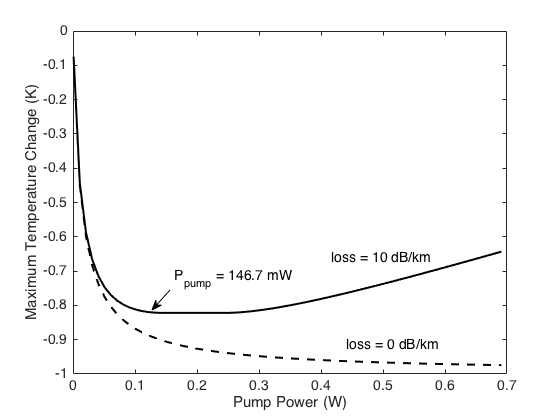 0
-0.1
-0.2
-0.3
-0.4
-0.5
-0.6
-0.7
-0.8
-0.9
-1
Maximum Temperature Change (K)
loss = 10 dB/km
Ppump = 146.7 mW
loss = 0 dB/km
0 0.1 0.2 0.3 0.4 0.5 0.6 0.7
Pump Power (W)